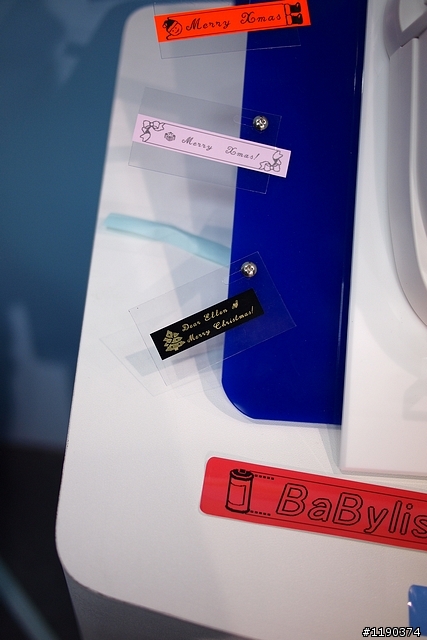 Merry Xmas
Merry Xmas!
Dear Ellen
Merry Christmas!
BaBylis
#1190374